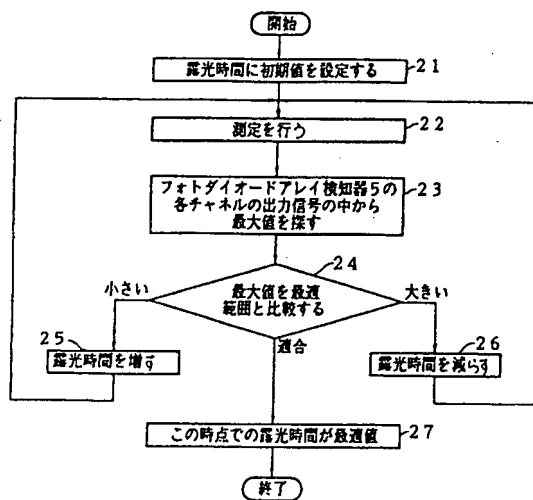 開始
露光時間に初期値を設定する
21
測定を行う
22
フォトダイオードアレイ検知器5の
各チャネルの出力信号の中から
最大値を探す
23
24
小さい
最大値を最適
範囲と比較する
大きい
25
露光時間を増す
適合
26
露光時間を減らす
この時点での露光時間が最適値
27
終了